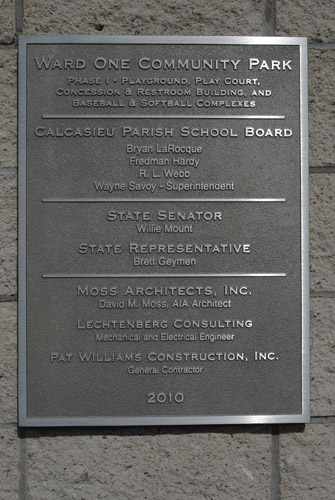 Ward One Community Park
Phase I - Playground, Play Court,
Concession & Restroom Building, and
Baseball & Softball Complexes
Calcasieu Parish School Board
Bryan LaRocque
Fredman Hardy
R. L. Webb
Wayne Savoy - Superintendent
State Senator
Willie Mount
State Representative
Brett Geymen
Moss Architects, Inc.
David M. Moss, AIA Architect
Lechtenberg Consulting
Mechanical and Electrical Engineer
Pat Williams Construction, Inc.
General Contractor
2010